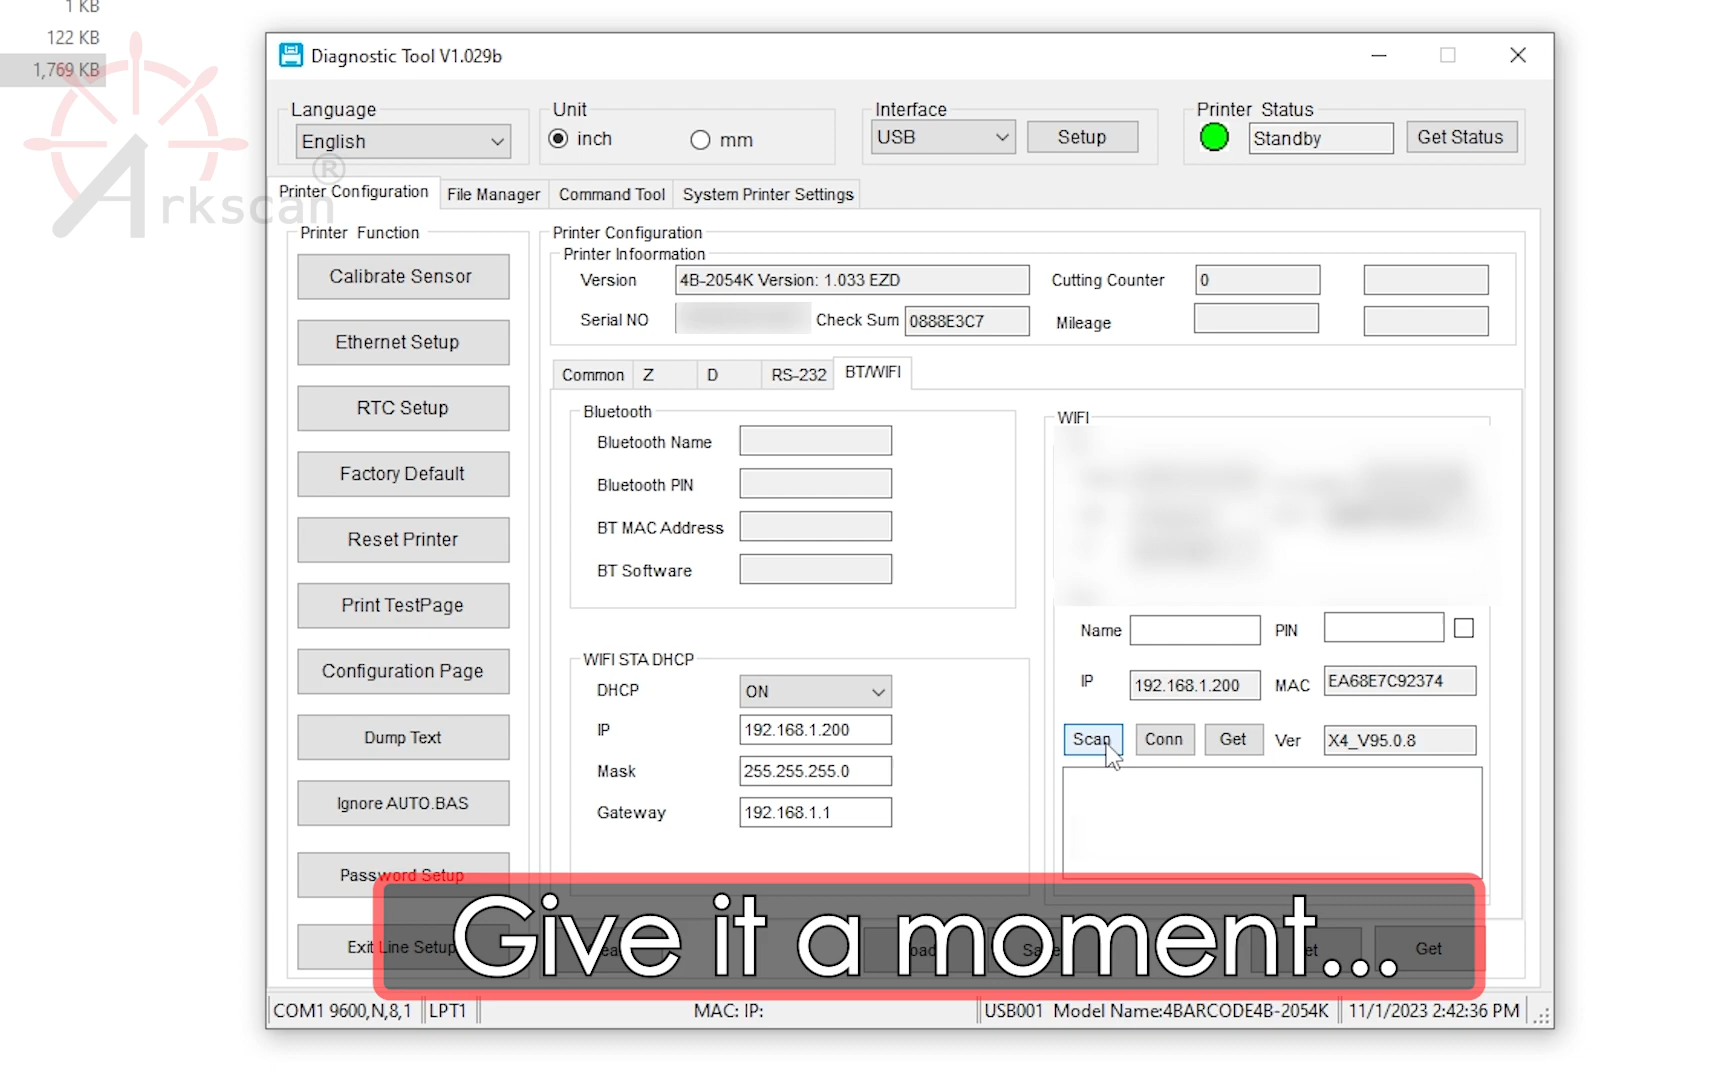 1 KB
122 KB
1,769 KB
Arkscan®
Diagnostic Tool V1.029b
Language
English
Unit
inch
mm
Interface
USB
Setup
Printer Status
Standby
Get Status
Printer Configuration
File Manager
Command Tool
System Printer Settings
Printer Function
Calibrate Sensor
Ethernet Setup
RTC Setup
Factory Default
Reset Printer
Print TestPage
Configuration Page
Dump Text
Ignore AUTO.BAS
Password Setup
Exit Line Setup
Printer Configuration
Printer Infoormation
Version
4B-2054K Version: 1.033 EZD
Cutting Counter
0
Serial NO
Check Sum
0888E3C7
Mileage
Common
Z
D
RS-232
BT/WIFI
Bluetooth
Bluetooth Name
Bluetooth PIN
BT MAC Address
BT Software
WIFI STA DHCP
DHCP
ON
IP
192.168.1.200
Mask
255.255.255.0
Gateway
192.168.1.1
WIFI
Name
PIN
IP
192.168.1.200
MAC
EA68E7C92374
Scan
Conn
Get
Ver
X4_V95.0.8
Get
Give it a moment...
COM1 9600,N,8,1
LPT1
MAC: IP:
USB001 Model Name:4BARCODE4B-2054K
11/1/2023 2:42:36 PM